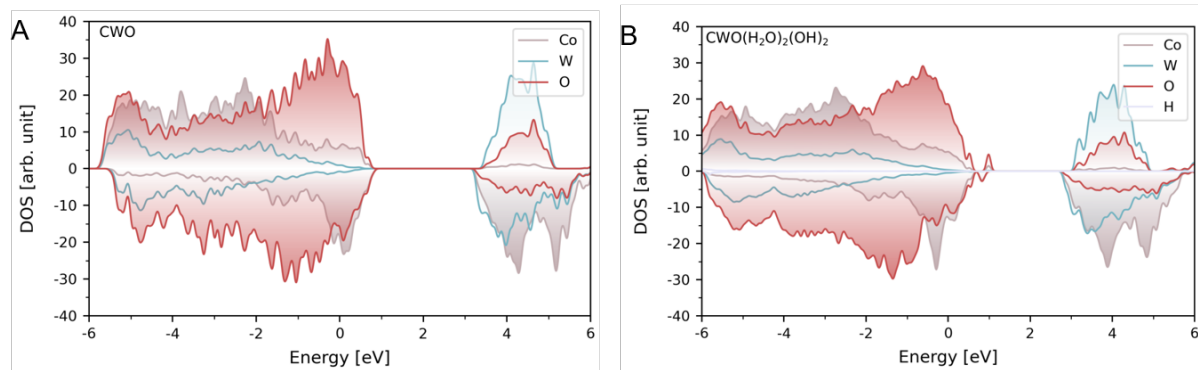 A
CWO
Co
W
O
DOS [arb. unit]
40
30
20
10
0
-10
-20
-30
-40
-6
-4
-2
0
2
4
6
Energy [eV]
B
CWO(H₂O)₂(OH)₂
Co
W
O
H
DOS [arb. unit]
40
30
20
10
0
-10
-20
-30
-40
-6
-4
-2
0
2
4
6
Energy [eV]